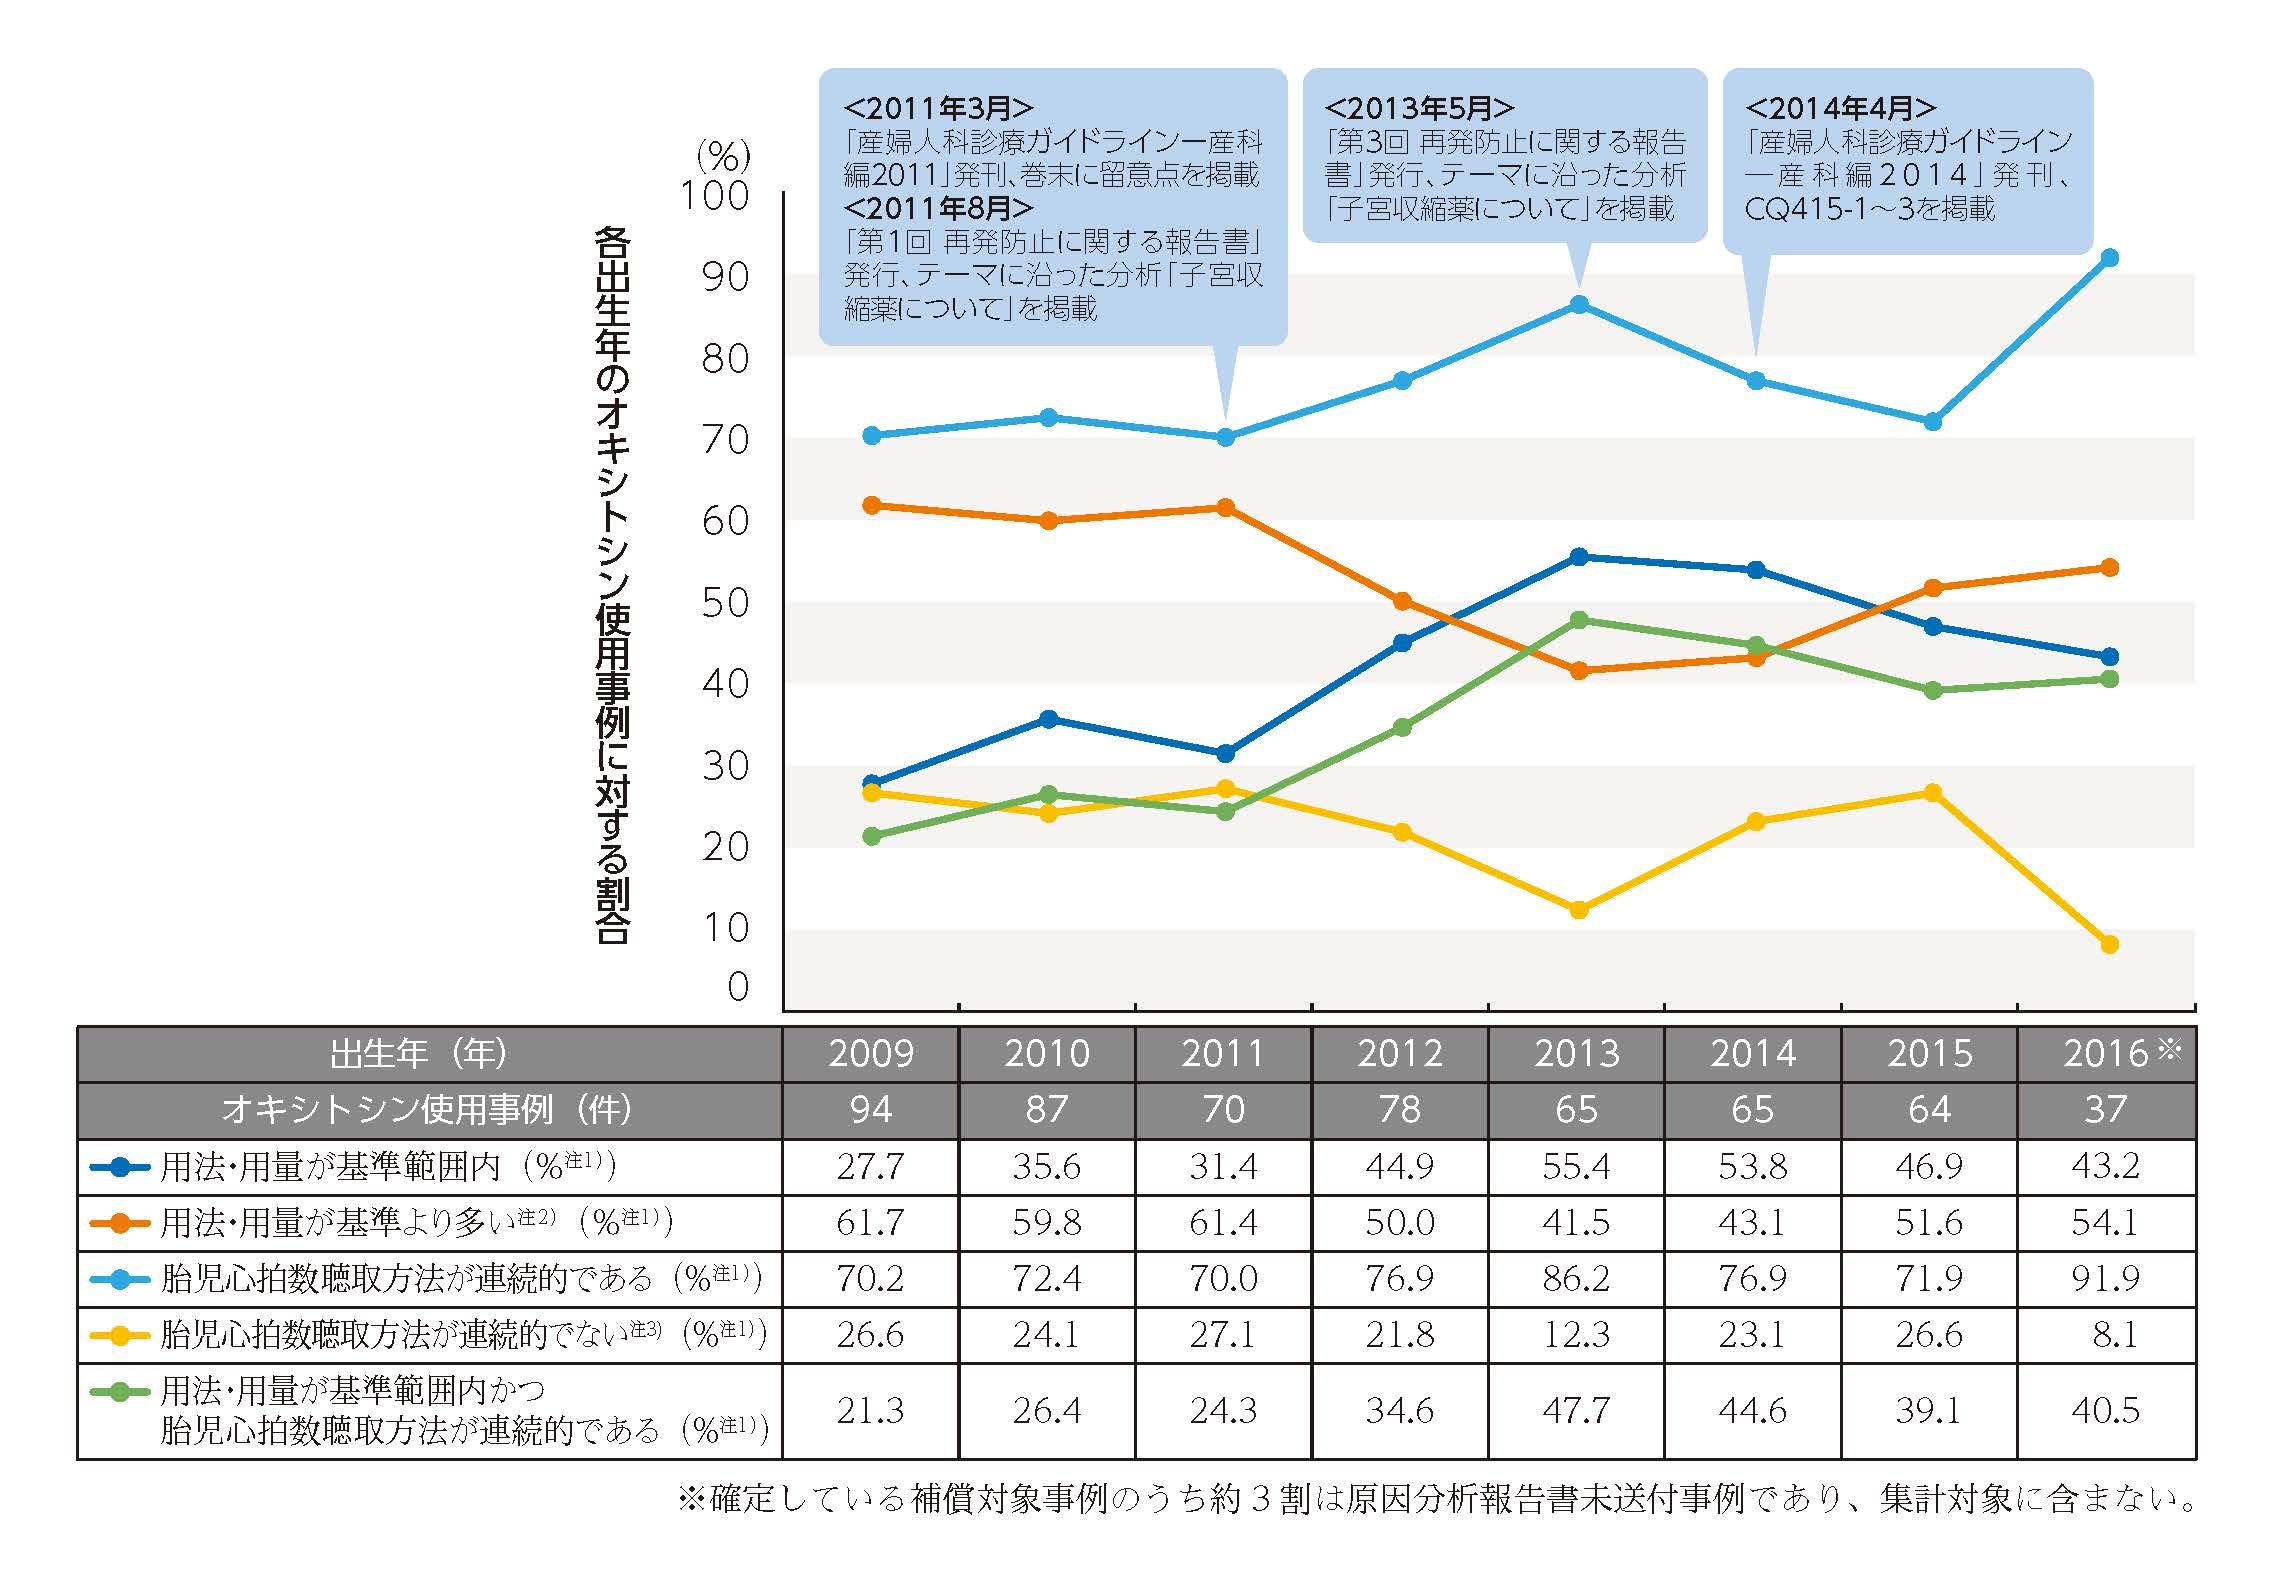 <2011年3月>
「産婦人科診療ガイドライン―産科
編2011」発刊、巻末に留意点を掲載
<2011年8月>
「第1回 再発防止に関する報告書」
発行、テーマに沿った分析「子宮収
縮薬について」を掲載
<2013年5月>
「第3回 再発防止に関する報告
書」発行、テーマに沿った分析
「子宮収縮薬について」を掲載
<2014年4月>
「産婦人科診療ガイドライン
―産科編2014」発刊、
CQ415-1～3を掲載
(%)
100
90
80
70
60
50
40
30
20
10
0
各出生年のオキシトシン使用事例に対する割合
出生年（年） 2009 2010 2011 2012 2013 2014 2015 2016※
オキシトシン使用事例（件） 94 87 70 78 65 65 64 37
用法・用量が基準範囲内（%注1）） 27.7 35.6 31.4 44.9 55.4 53.8 46.9 43.2
用法・用量が基準より多い注2）（%注1）） 61.7 59.8 61.4 50.0 41.5 43.1 51.6 54.1
胎児心拍数聴取方法が連続的である（%注1）） 70.2 72.4 70.0 76.9 86.2 76.9 71.9 91.9
胎児心拍数聴取方法が連続的でない注3）（%注1）） 26.6 24.1 27.1 21.8 12.3 23.1 26.6 8.1
用法・用量が基準範囲内かつ
胎児心拍数聴取方法が連続的である（%注1）） 21.3 26.4 24.3 34.6 47.7 44.6 39.1 40.5
※確定している補償対象事例のうち約3割は原因分析報告書未送付事例であり、集計対象に含まない。